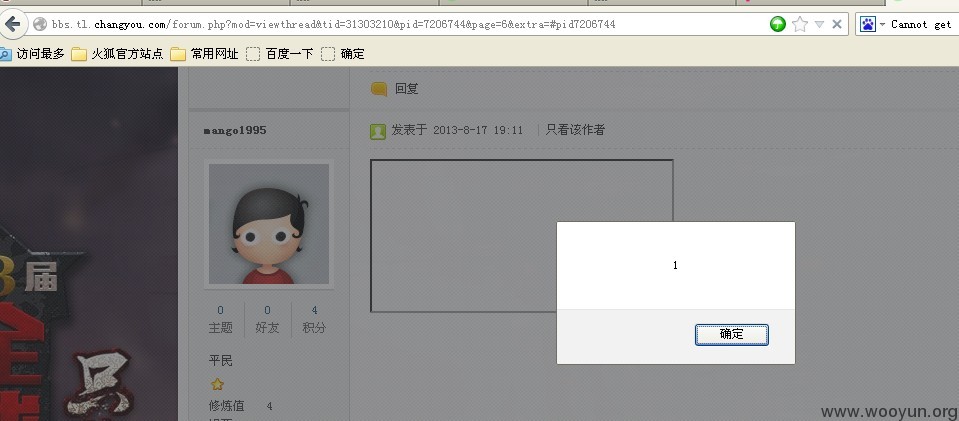 bbs.tl.changyou.com/forum.php?mod=viewthread&tid=31303210&pid=7206744&page=6&extra=#pid7206744
Cannot get
访问最多 火狐官方站点 常用网址 百度一下 确定
回复
mango1995
发表于 2013-8-17 19:11 只看该作者
1
确定
0 0 4
主题 好友 积分
届
平民
修炼值 4
www.wooyun.org